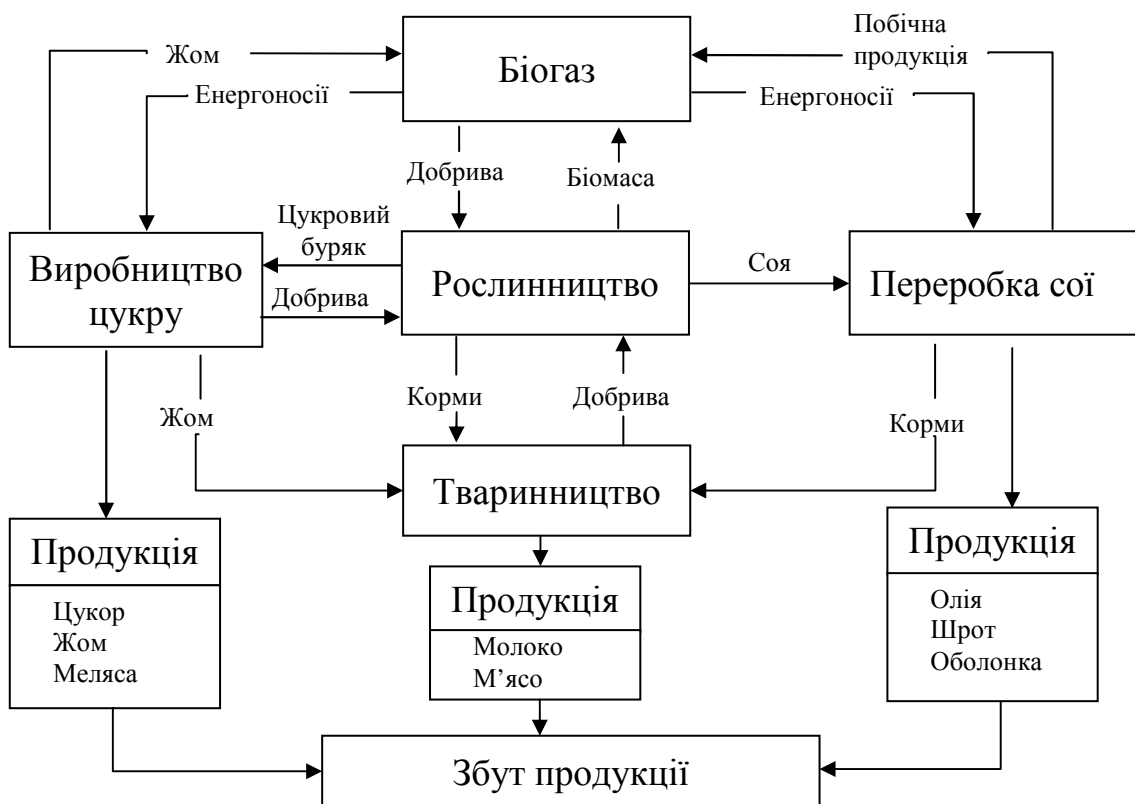 Жом
Біогаз
Побічна
продукція
Енергоносії
Енергоносії
Добрива
Біомаса
Виробництво
цукру
Цукровий
буряк
Добрива
Рослинництво
Соя
Переробка сої
Жом
Корми
Добрива
Корми
Тваринництво
Продукція
Цукор
Жом
Меляса
Продукція
Молоко
М’ясо
Продукція
Олія
Шрот
Оболонка
Збут продукції